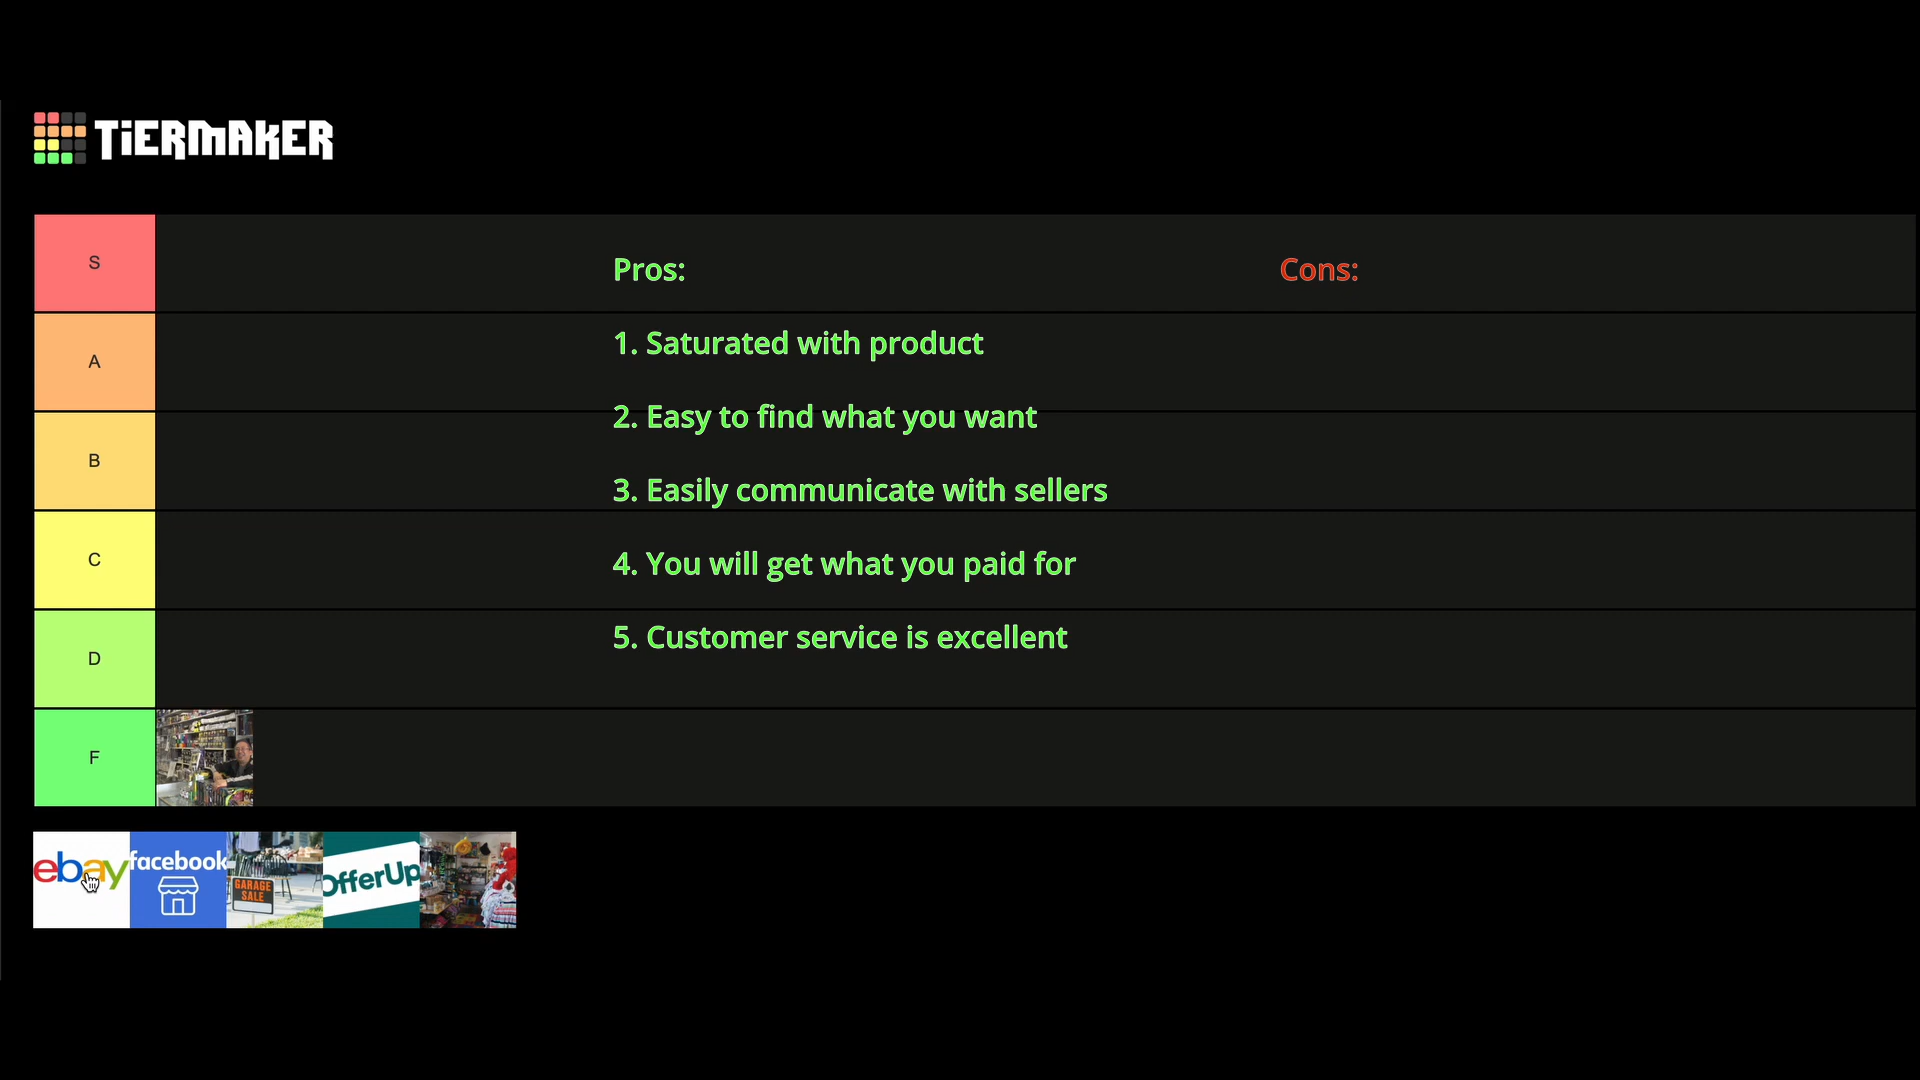 TiERMAKER
S
Pros:
Cons:
A
1. Saturated with product
2. Easy to find what you want
B
3. Easily communicate with sellers
C
4. You will get what you paid for
D
5. Customer service is excellent
F
ebay
facebook
GARAGE
SALE
OfferUp